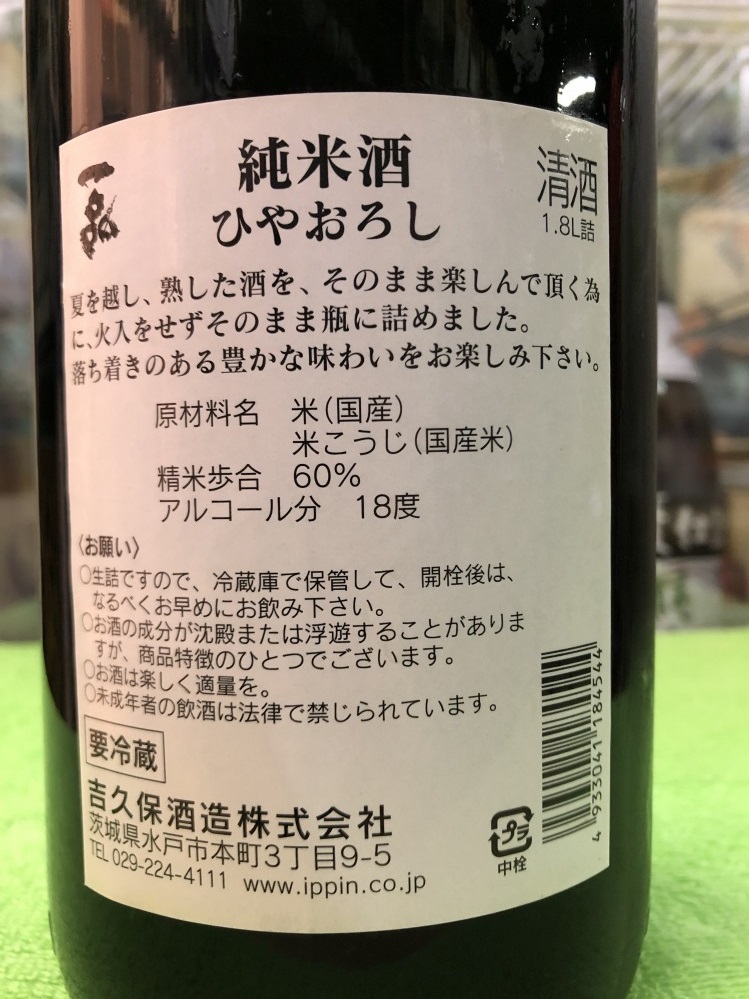 一品
純米酒
ひやおろし
清酒
1.8L詰
夏を越し、熟した酒を、そのまま楽しんで頂く為
に、火入をせずそのまま瓶に詰めました。
落ち着きのある豊かな味わいをお楽しみ下さい。
原材料名 米(国産)
米こうじ(国産米)
精米歩合 60%
アルコール分 18度
〈お願い〉
○生詰ですので、冷蔵庫で保管して、開栓後は、
なるべくお早めにお飲み下さい。
○お酒の成分が沈殿または浮遊することがありま
すが、商品特徴のひとつでございます。
○お酒は楽しく適量を。
○未成年者の飲酒は法律で禁じられています。
要冷蔵
吉久保酒造株式会社
茨城県水戸市本町3丁目9-5
TEL 029-224-4111 www.ippin.co.jp
プラ
中栓
4 933041 184544